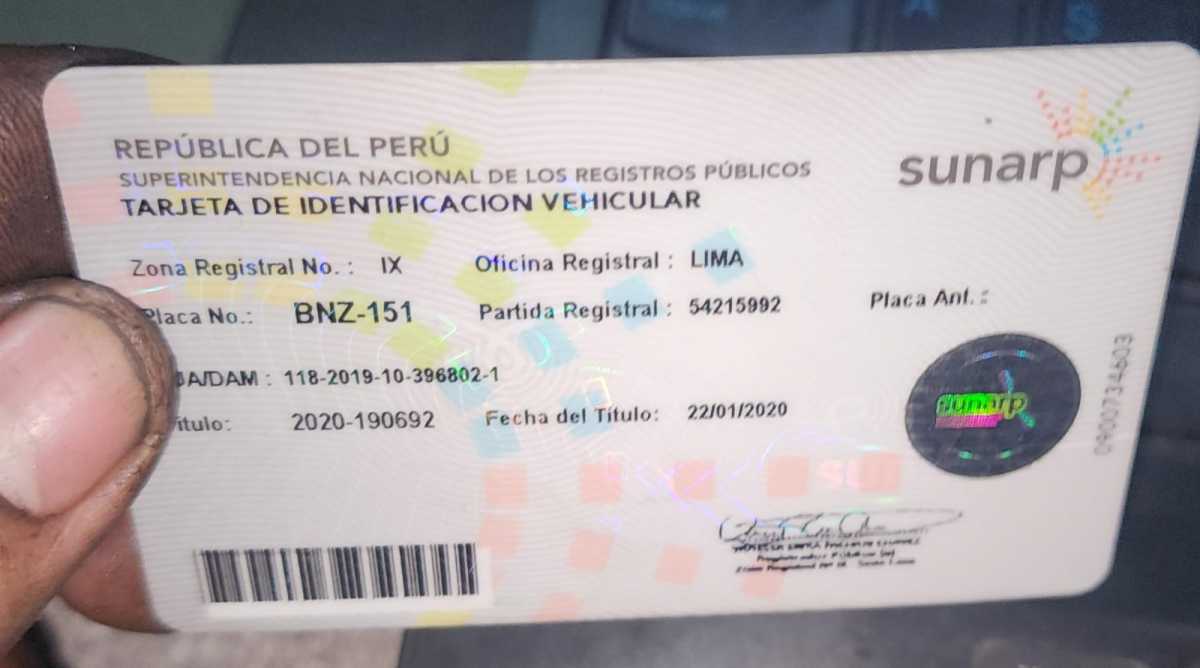 REPÚBLICA DEL PERÚ
SUPERINTENDENCIA NACIONAL DE LOS REGISTROS PÚBLICOS
TARJETA DE IDENTIFICACION VEHICULAR
sunarp
Zona Registral No. : IX Oficina Registral : LIMA
Placa No.: BNZ-151 Partida Registral : 54215992 Placa Ant. :
UA/DAM : 118-2019-10-396802-1
ítulo: 2020-190692 Fecha del Título: 22/01/2020
sunarp